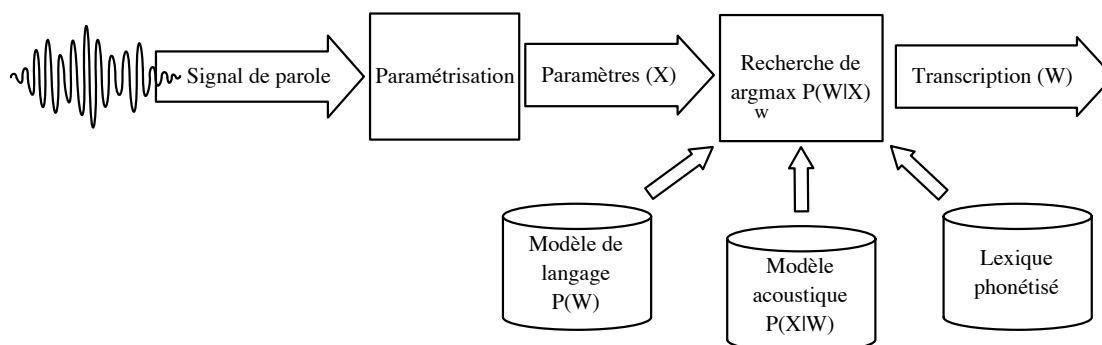 Signal de parole
Paramétrisation
Paramètres (X)
Recherche de
argmax P(W|X)
w
Transcription (W)
Modèle de
langage
P(W)
Modèle
acoustique
P(X|W)
Lexique
phonétisé